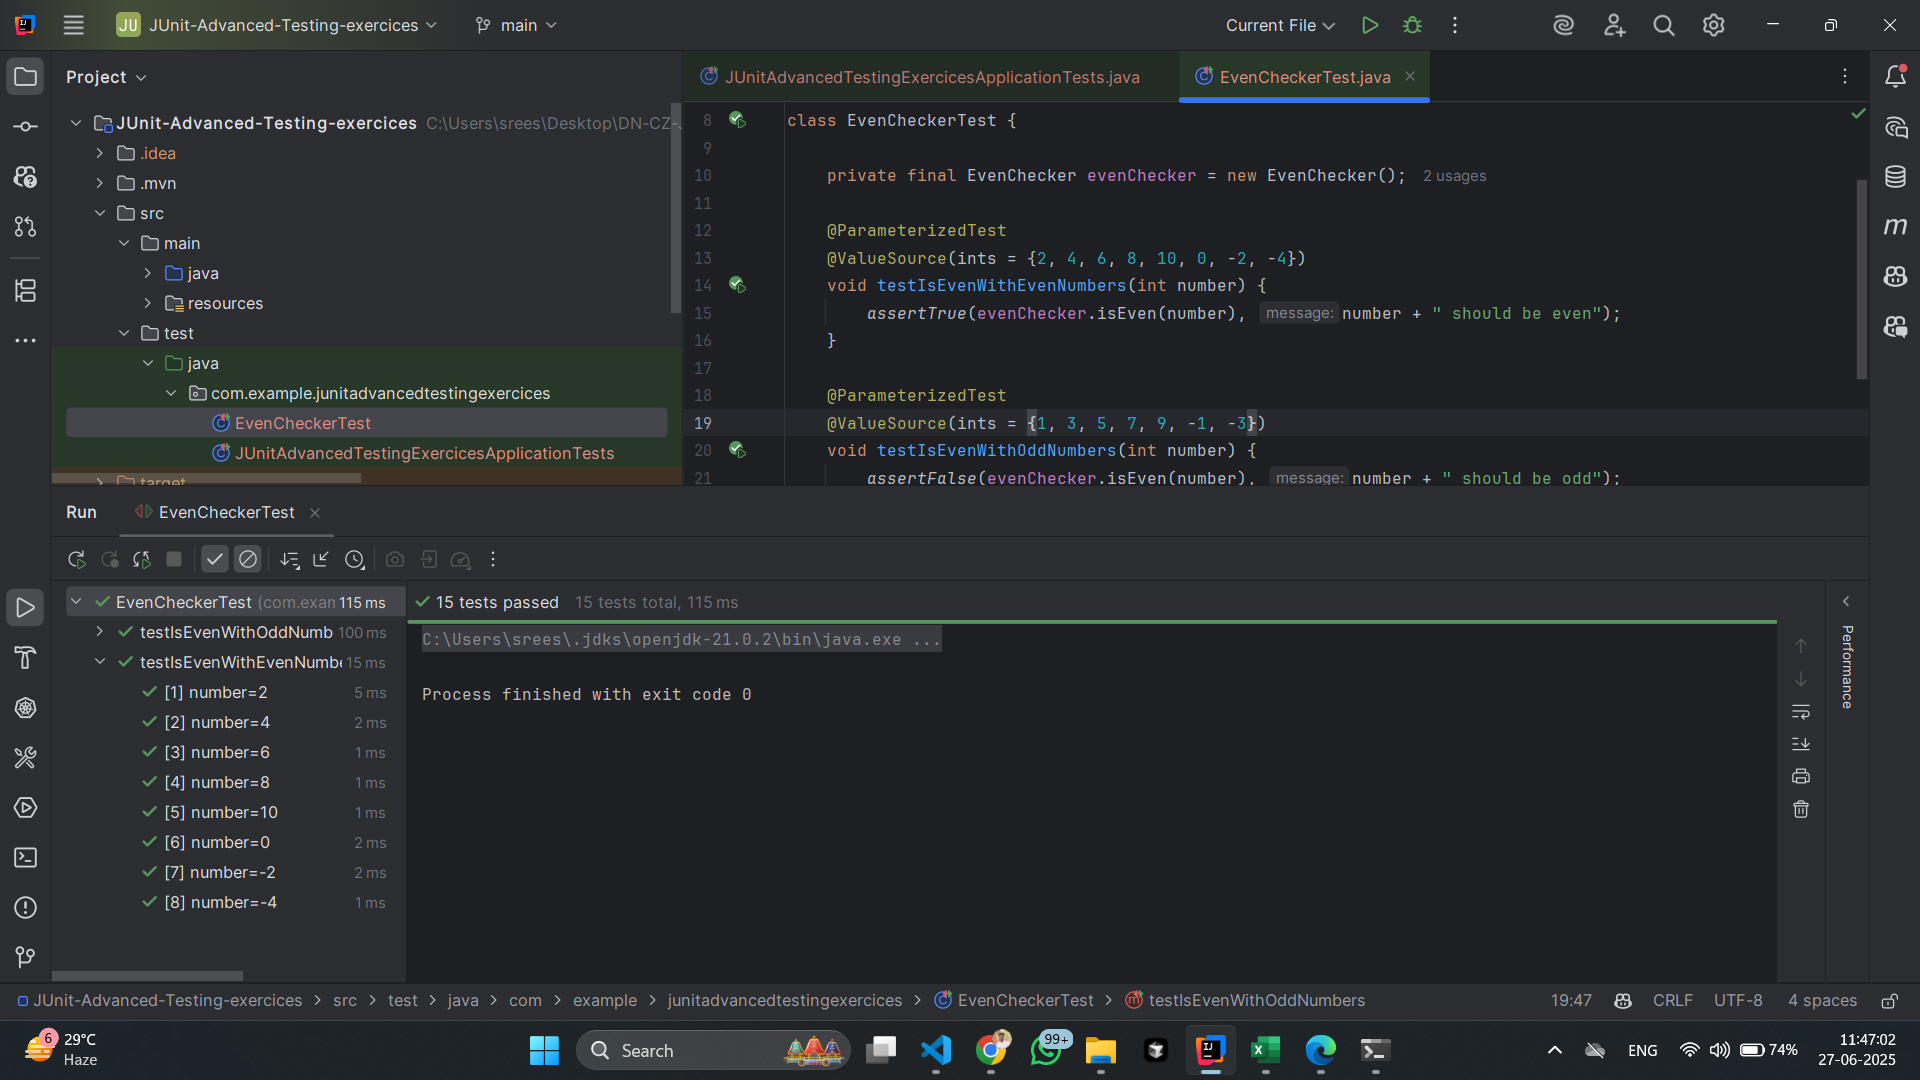 JU JUnit-Advanced-Testing-exercices main Current File
Project
JUnit-Advanced-Testing-exercices C:\Users\srees\Desktop\DN-CZ-J
.idea
.mvn
src
main
java
resources
test
java
com.example.junitadvancedtestingexercices
EvenCheckerTest
JUnitAdvancedTestingExercicesApplicationTests
target
JUnitAdvancedTestingExercicesApplicationTests.java EvenCheckerTest.java
8 class EvenCheckerTest {
9
10 private final EvenChecker evenChecker = new EvenChecker(); 2 usages
11
12 @ParameterizedTest
13 @ValueSource(ints = {2, 4, 6, 8, 10, 0, -2, -4})
14 void testIsEvenWithEvenNumbers(int number) {
15 assertTrue(evenChecker.isEven(number), message: number + " should be even");
16 }
17
18 @ParameterizedTest
19 @ValueSource(ints = {1, 3, 5, 7, 9, -1, -3})
20 void testIsEvenWithOddNumbers(int number) {
21 assertFalse(evenChecker.isEven(number), message: number + " should be odd");
Run EvenCheckerTest
EvenCheckerTest (com.exan 115 ms
testIsEvenWithOddNumb 100 ms
testIsEvenWithEvenNumbe 15 ms
[1] number=2 5 ms
[2] number=4 2 ms
[3] number=6 1 ms
[4] number=8 1 ms
[5] number=10 1 ms
[6] number=0 2 ms
[7] number=-2 2 ms
[8] number=-4 1 ms
15 tests passed 15 tests total, 115 ms
C:\Users\srees\.jdks\openjdk-21.0.2\bin\java.exe ...
Process finished with exit code 0
Performance
JUnit-Advanced-Testing-exercices > src > test > java > com > example > junitadvancedtestingexercices > EvenCheckerTest > testIsEvenWithOddNumbers 19:47 CRLF UTF-8 4 spaces
6 29°C
Haze
Search
99+
ENG
74%
11:47:02
27-06-2025